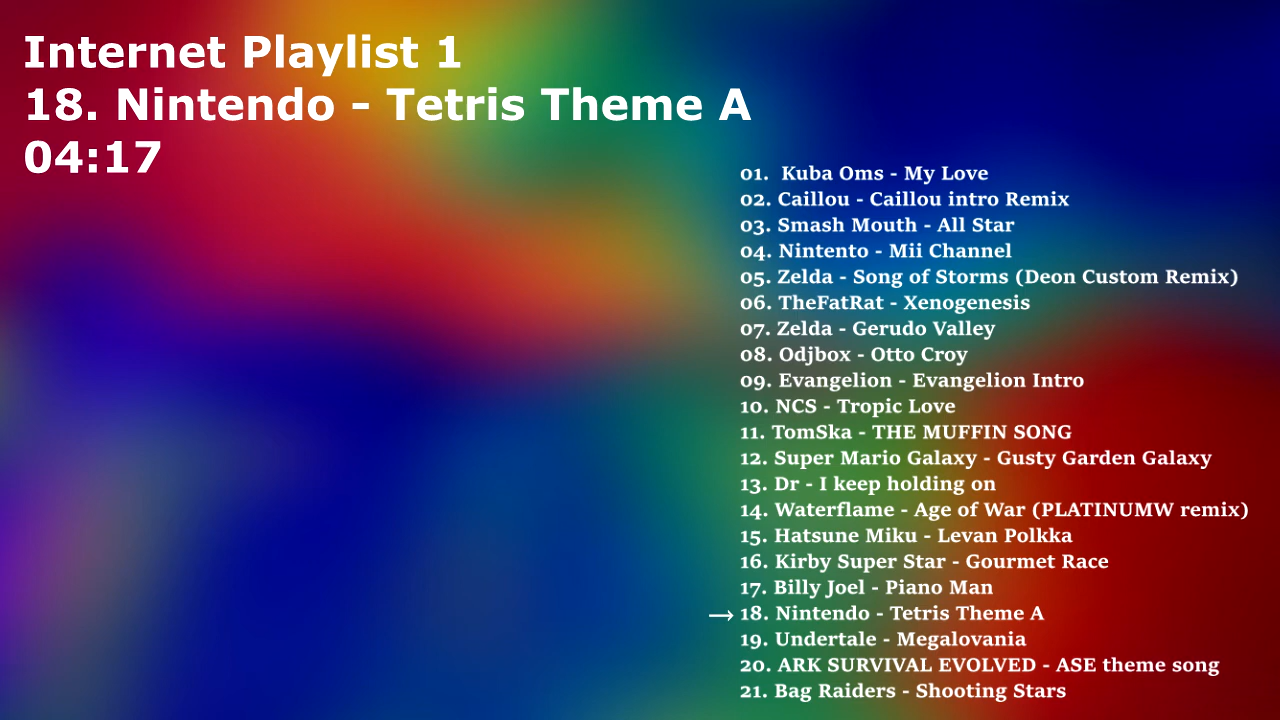 Internet Playlist 1
18. Nintendo - Tetris Theme A
04:17
01. Kuba Oms - My Love
02. Caillou - Caillou intro Remix
03. Smash Mouth - All Star
04. Nintento - Mii Channel
05. Zelda - Song of Storms (Deon Custom Remix)
06. TheFatRat - Xenogenesis
07. Zelda - Gerudo Valley
08. Odjbox - Otto Croy
09. Evangelion - Evangelion Intro
10. NCS - Tropic Love
11. TomSka - THE MUFFIN SONG
12. Super Mario Galaxy - Gusty Garden Galaxy
13. Dr - I keep holding on
14. Waterflame - Age of War (PLATINUMW remix)
15. Hatsune Miku - Levan Polkka
16. Kirby Super Star - Gourmet Race
17. Billy Joel - Piano Man
→ 18. Nintendo - Tetris Theme A
19. Undertale - Megalovania
20. ARK SURVIVAL EVOLVED - ASE theme song
21. Bag Raiders - Shooting Stars